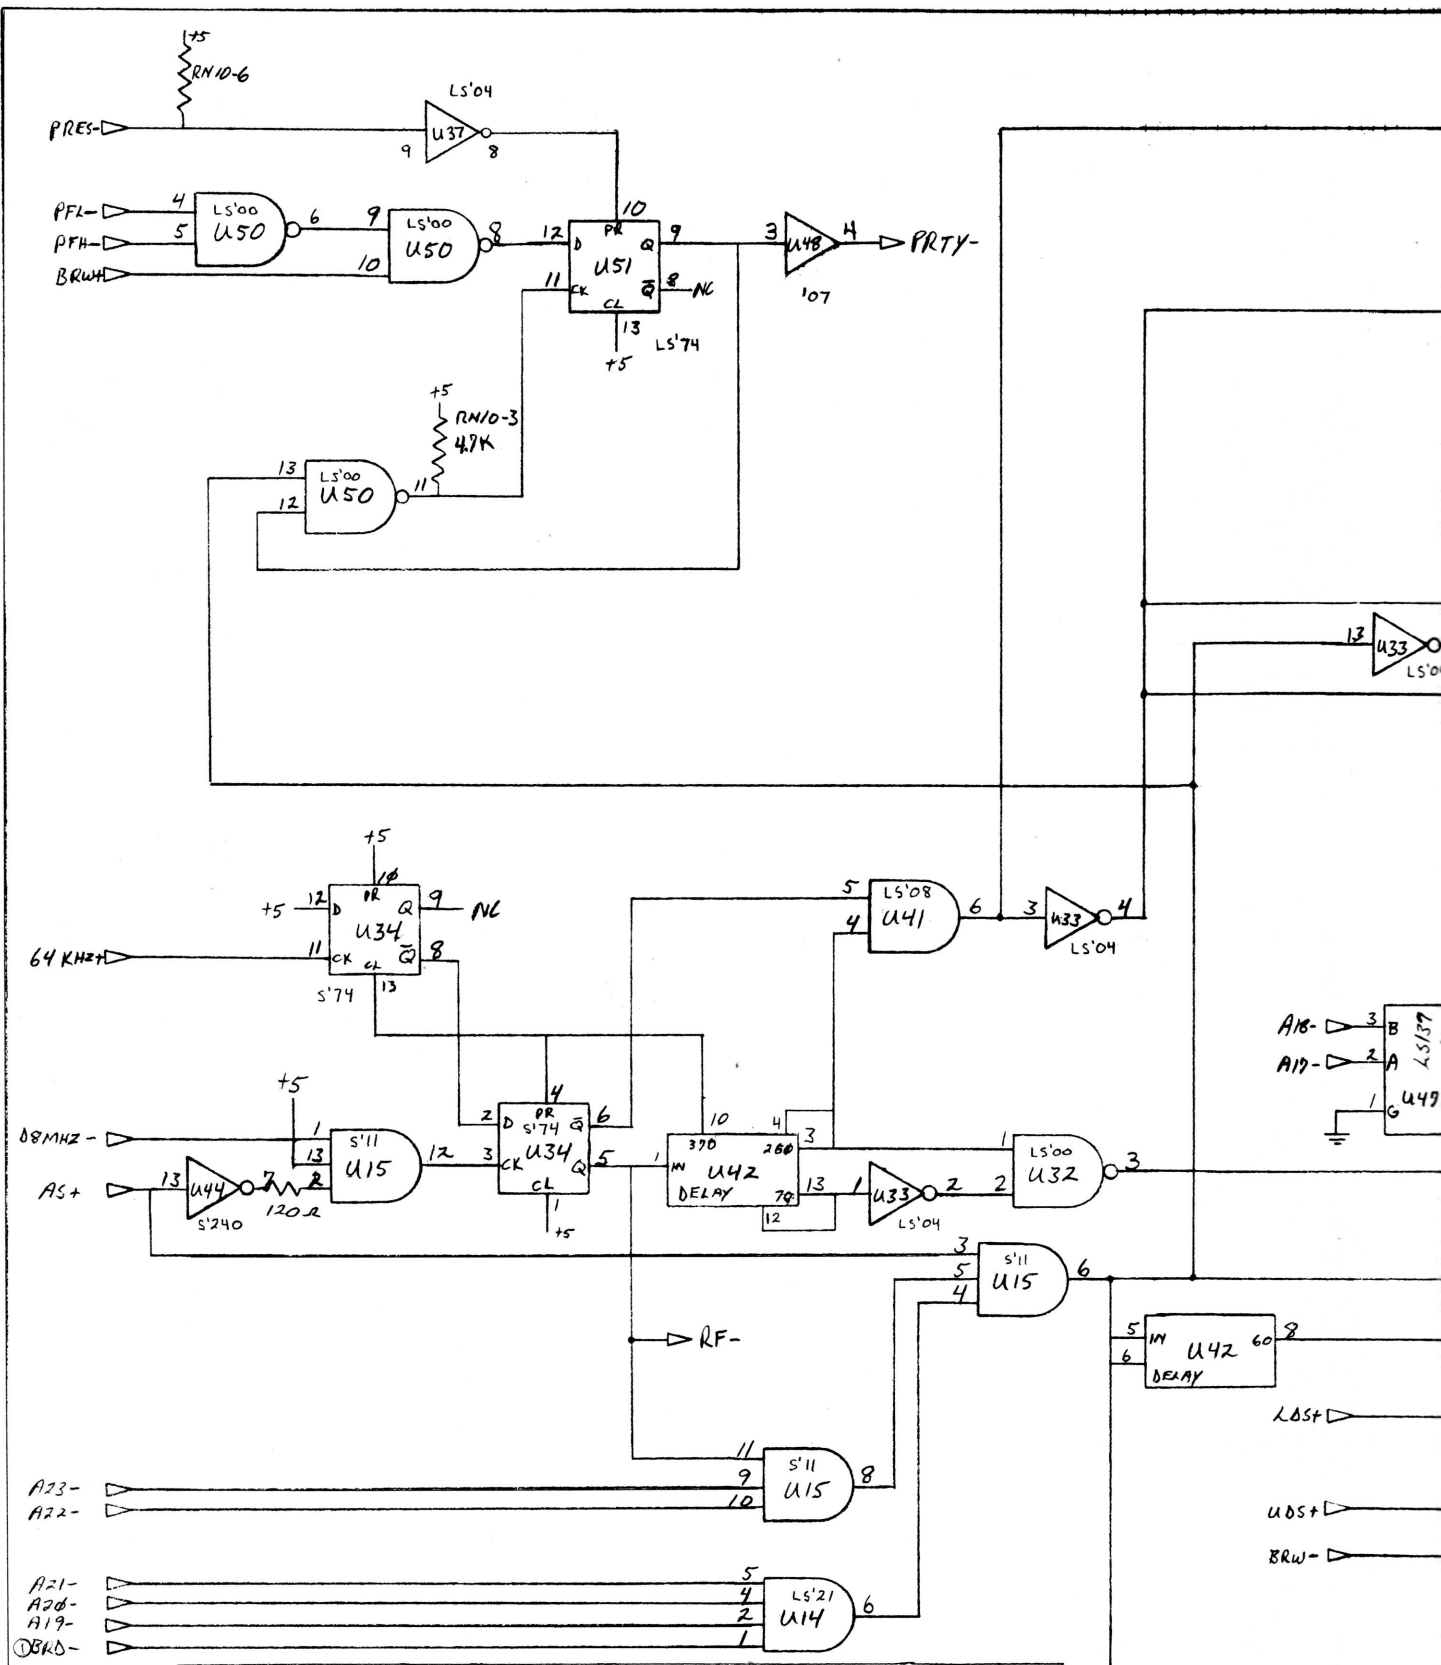 +5
RN10-6
LS'04
PRES-
U37
9
8
PFL-
4
LS'00
U50
6
PFH-
5
9
LS'00
U50
8
BRW+
10
10
12
D
PR
Q
9
U51
11
CK
CL
Q
8
NC
13
+5
LS'74
3
U48
4
PRTY-
'07
+5
RN10-3
4.7K
13
LS'00
U50
11
12
13
U33
+5
10
PR
+5
12
D
Q
9
NC
U34
64 KHZ+
11
CK
CL
Q
8
S'74
13
5
LS'08
U41
6
4
3
U33
4
LS'04
A18-
3
B
LS139
A17-
2
A
1
G
U49
+5
D8MHZ-
1
S'11
U15
12
13
AS+
13
U44
7
2
S'240
120Ω
4
2
D
PR
S'74
Q
6
3
CK
U34
Q
5
CL
1
+5
10
4
370
260
3
1
IN
U42
DELAY
70
13
12
1
U33
2
LS'04
1
LS'00
U32
3
2
3
S'11
U15
6
5
4
RF-
5
IN
U42
60
8
6
DELAY
LDS+
11
S'11
U15
8
A23-
9
A22-
10
UDS+
BRW-
A21-
5
LS'21
U14
6
A20-
4
A19-
2
①BRD-
1